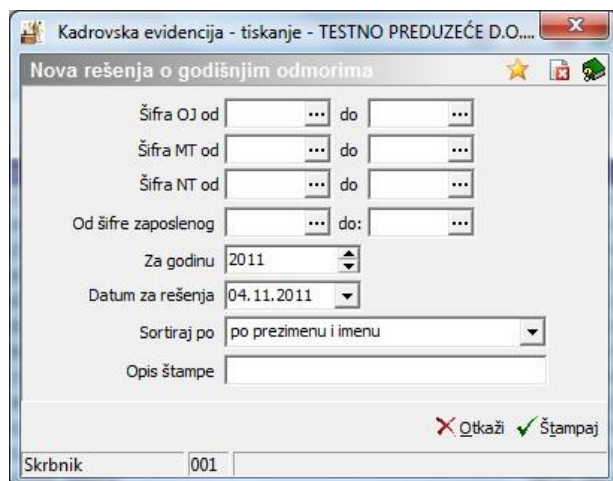 Kadrovska evidencija - tiskanje - TESTNO PREDUZEĆE D.O....
Nova rešenja o godišnjim odmorima
Šifra OJ od ... do ...
Šifra MT od ... do ...
Šifra NT od ... do ...
Od šifre zaposlenog ... do: ...
Za godinu 2011
Datum za rešenja 04.11.2011
Sortiraj po po prezimenu i imenu
Opis štampe
Otkaži Štampaj
Skrbnik 001